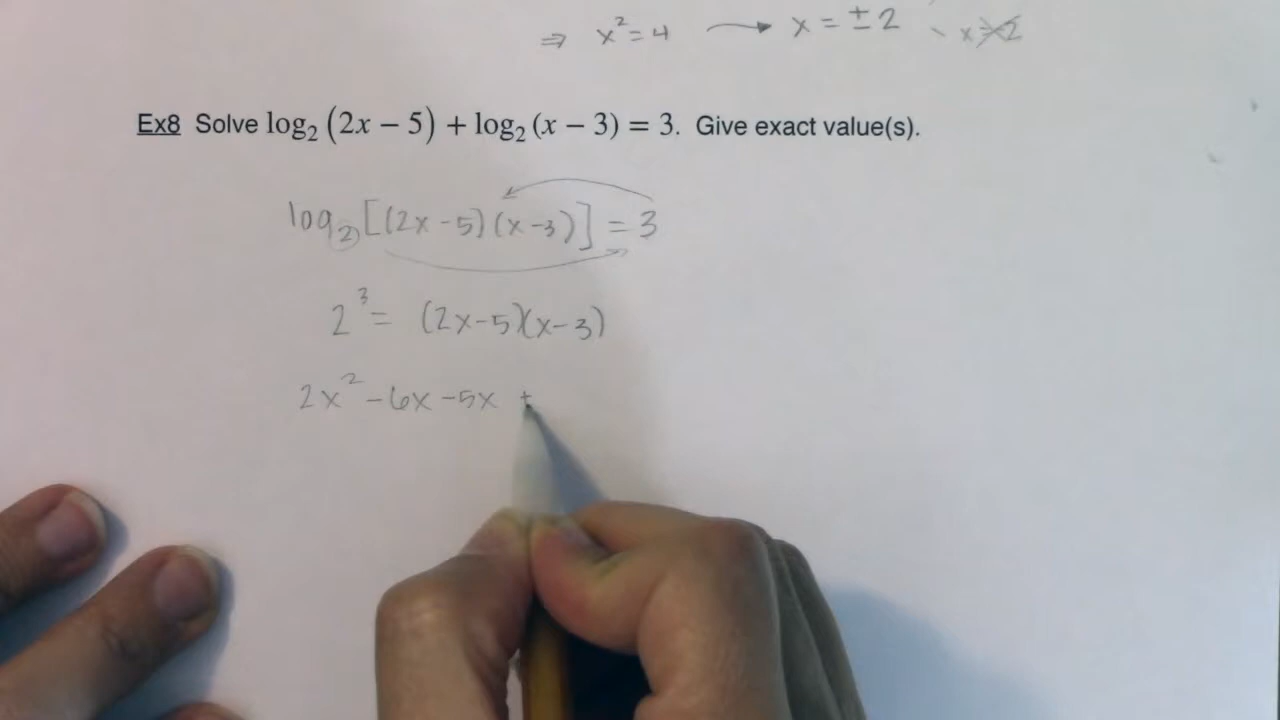 ⇒ x² = 4 → x = ± 2 \ x = -2
Ex8 Solve log₂ (2x − 5) + log₂ (x − 3) = 3. Give exact value(s).
log₂ [(2x - 5)(x - 3)] = 3
2³ = (2x - 5)(x - 3)
2x² - 6x - 5x +